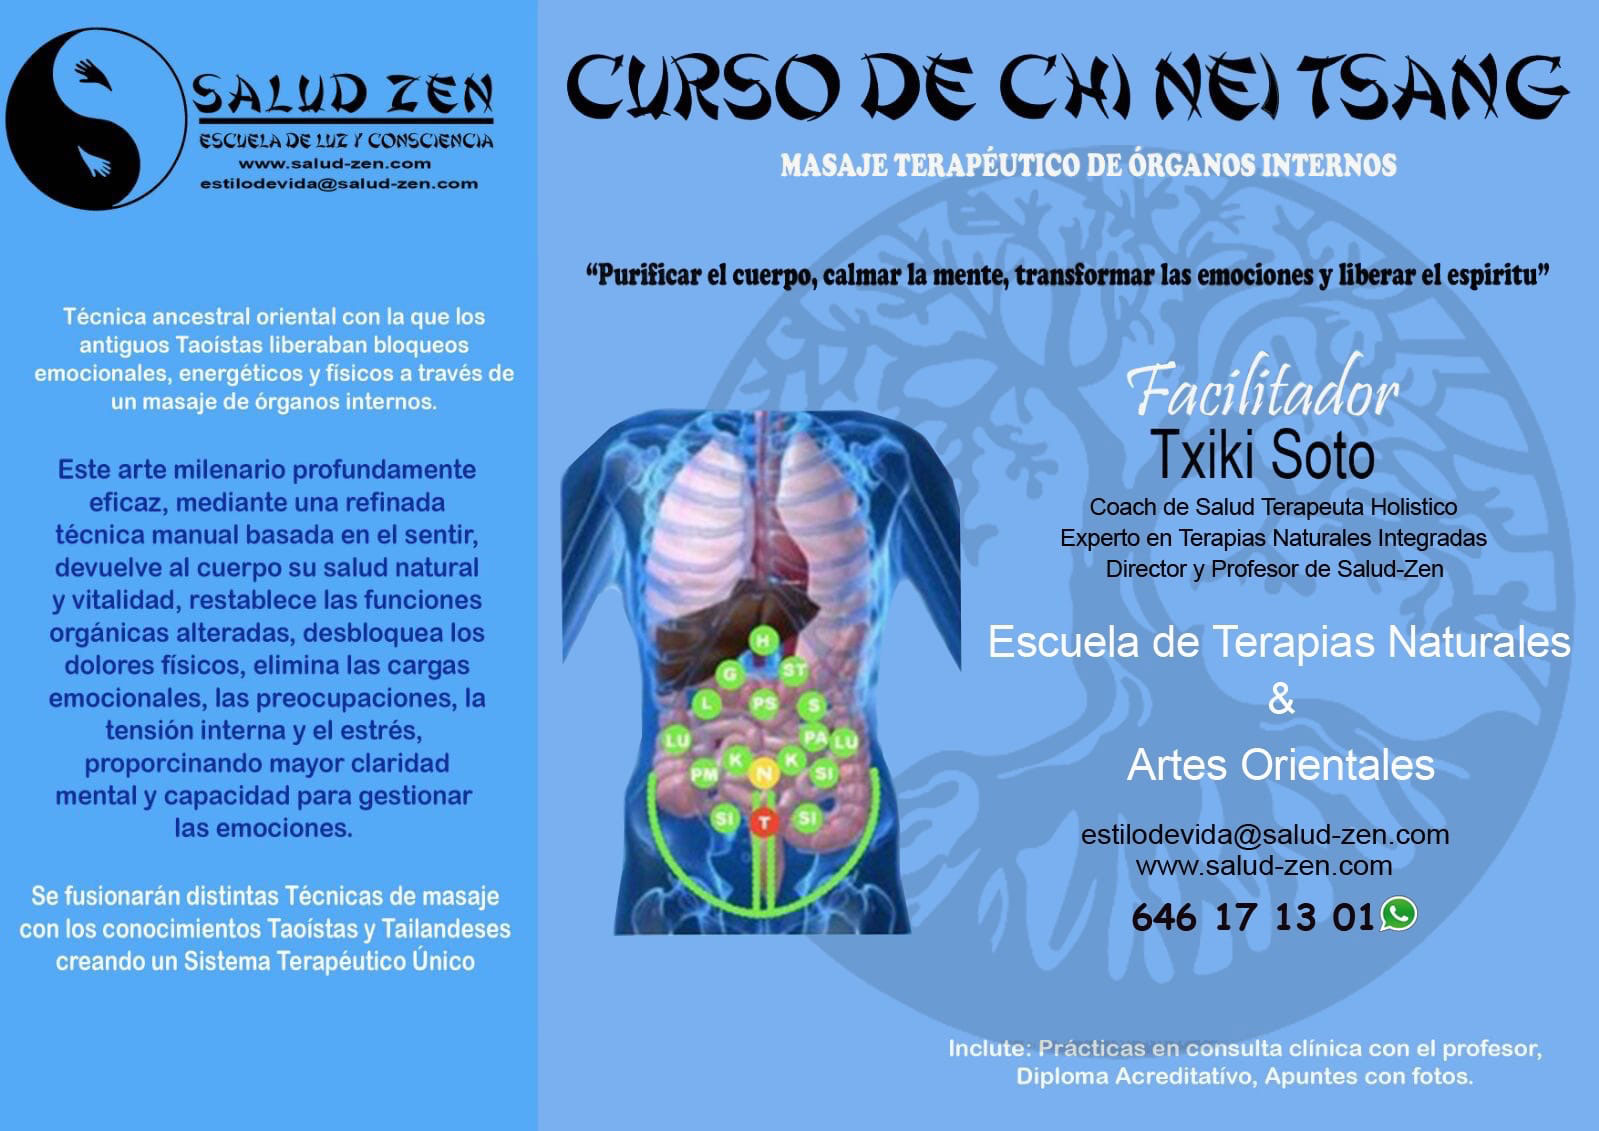 SALUD ZEN
ESCUELA DE LUZ Y CONSCIENCIA
www.salud-zen.com
estilodevida@salud-zen.com
Técnica ancestral oriental con la que los
antiguos Taoístas liberaban bloqueos
emocionales, energéticos y físicos a través de
un masaje de órganos internos.
Este arte milenario profundamente
eficaz, mediante una refinada
técnica manual basada en el sentir,
devuelve al cuerpo su salud natural
y vitalidad, restablece las funciones
orgánicas alteradas, desbloquea los
dolores físicos, elimina las cargas
emocionales, las preocupaciones, la
tensión interna y el estrés,
proporcinando mayor claridad
mental y capacidad para gestionar
las emociones.
Se fusionarán distintas Técnicas de masaje
con los conocimientos Taoístas y Tailandeses
creando un Sistema Terapéutico Único
CURSO DE CHI NEI TSANG
MASAJE TERAPÉUTICO DE ÓRGANOS INTERNOS
“Purificar el cuerpo, calmar la mente, transformar las emociones y liberar el espiritu”
Facilitador
Txiki Soto
Coach de Salud Terapeuta Holistico
Experto en Terapias Naturales Integradas
Director y Profesor de Salud-Zen
Escuela de Terapias Naturales
&
Artes Orientales
estilodevida@salud-zen.com
www.salud-zen.com
646 17 13 01
H
G ST
L PS S
LU PA LU
K K
PM N SI
SI T SI
Inclute: Prácticas en consulta clínica con el profesor,
Diploma Acreditatívo, Apuntes con fotos.